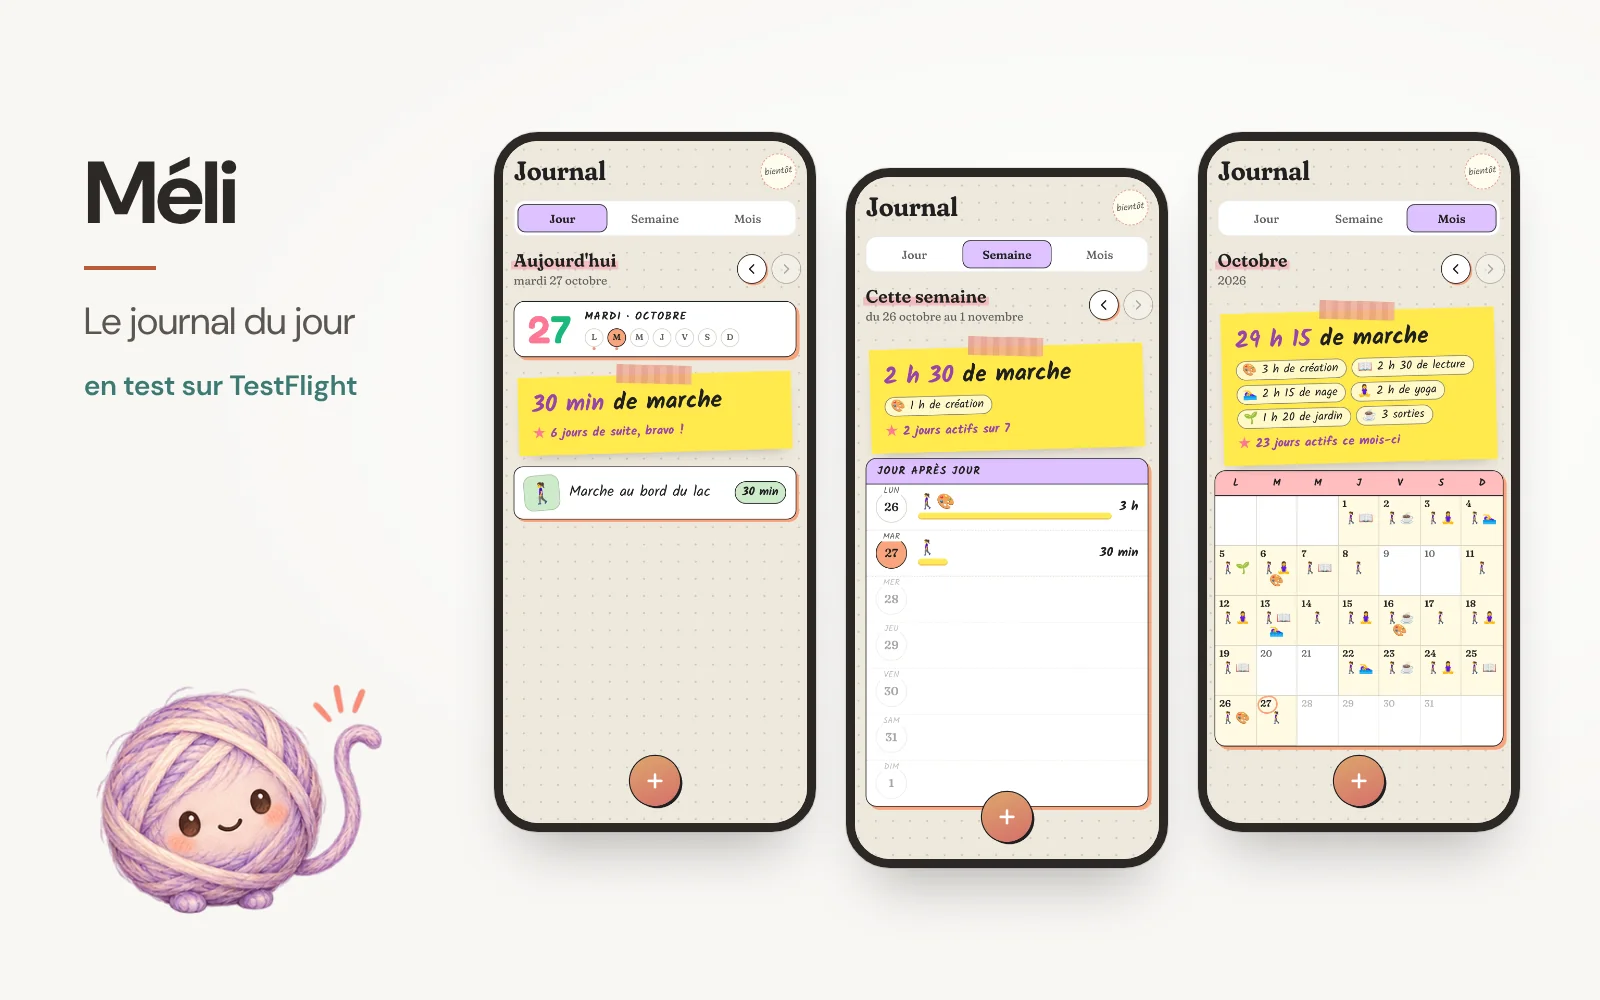 Méli
Le journal du jour
en test sur TestFlight
Journal
bientôt
Jour Semaine Mois
Aujourd'hui
mardi 27 octobre
27
MARDI · OCTOBRE
L M M J V S D
30 min de marche
★ 6 jours de suite, bravo !
Marche au bord du lac 30 min
+
Journal
bientôt
Jour Semaine Mois
Cette semaine
du 26 octobre au 1 novembre
2 h 30 de marche
1 h de création
★ 2 jours actifs sur 7
JOUR APRÈS JOUR
LUN
26 3 h
MAR
27 30 min
MER
28
JEU
29
VEN
30
SAM
31
DIM
1
+
Journal
bientôt
Jour Semaine Mois
Octobre
2026
29 h 15 de marche
3 h de création 2 h 30 de lecture
2 h 15 de nage 2 h de yoga
1 h 20 de jardin 3 sorties
★ 23 jours actifs ce mois-ci
L M M J V S D
1 2 3 4
5 6 7 8 9 10 11
12 13 14 15 16 17 18
19 20 21 22 23 24 25
26 27 28 29 30 31
+